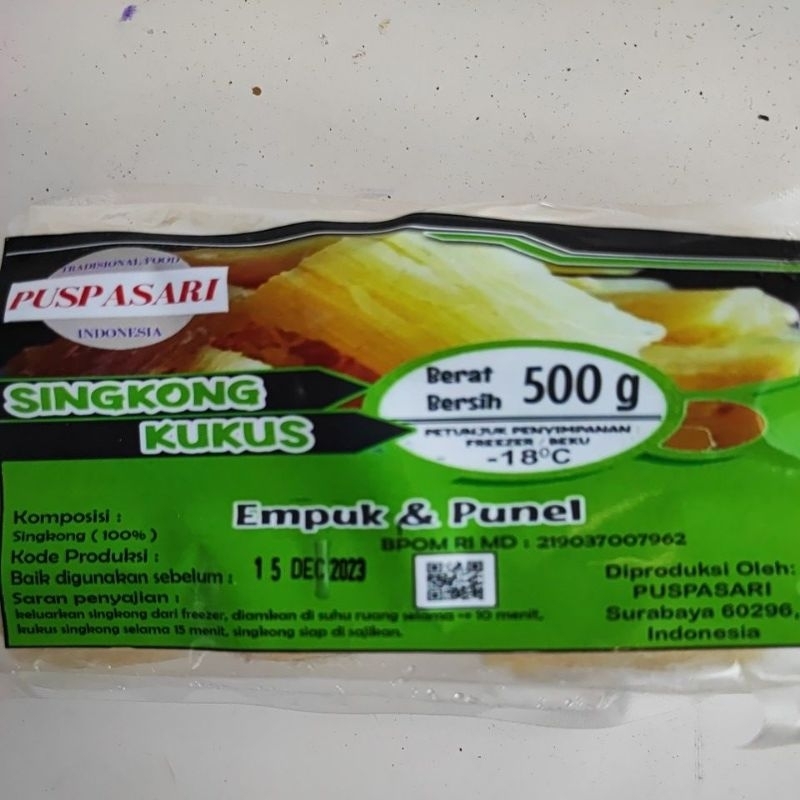 TRADISIONAL FOOD
PUSPASARI
INDONESIA
SINGKONG
KUKUS
Berat
Bersih 500 g
PETUNJUK PENYIMPANAN
FREEZER / BEKU
-18°C
Empuk & Punel
BPOM RI MD : 219037007962
Komposisi :
Singkong (100%)
Kode Produksi :
Baik digunakan sebelum : 15 DEC 2023
Saran penyajian :
keluarkan singkong dari freezer, diamkan di suhu ruang selama 10 menit,
kukus singkong selama 15 menit, singkong siap di sajikan.
Diproduksi Oleh:
PUSPASARI
Surabaya 60296,
Indonesia